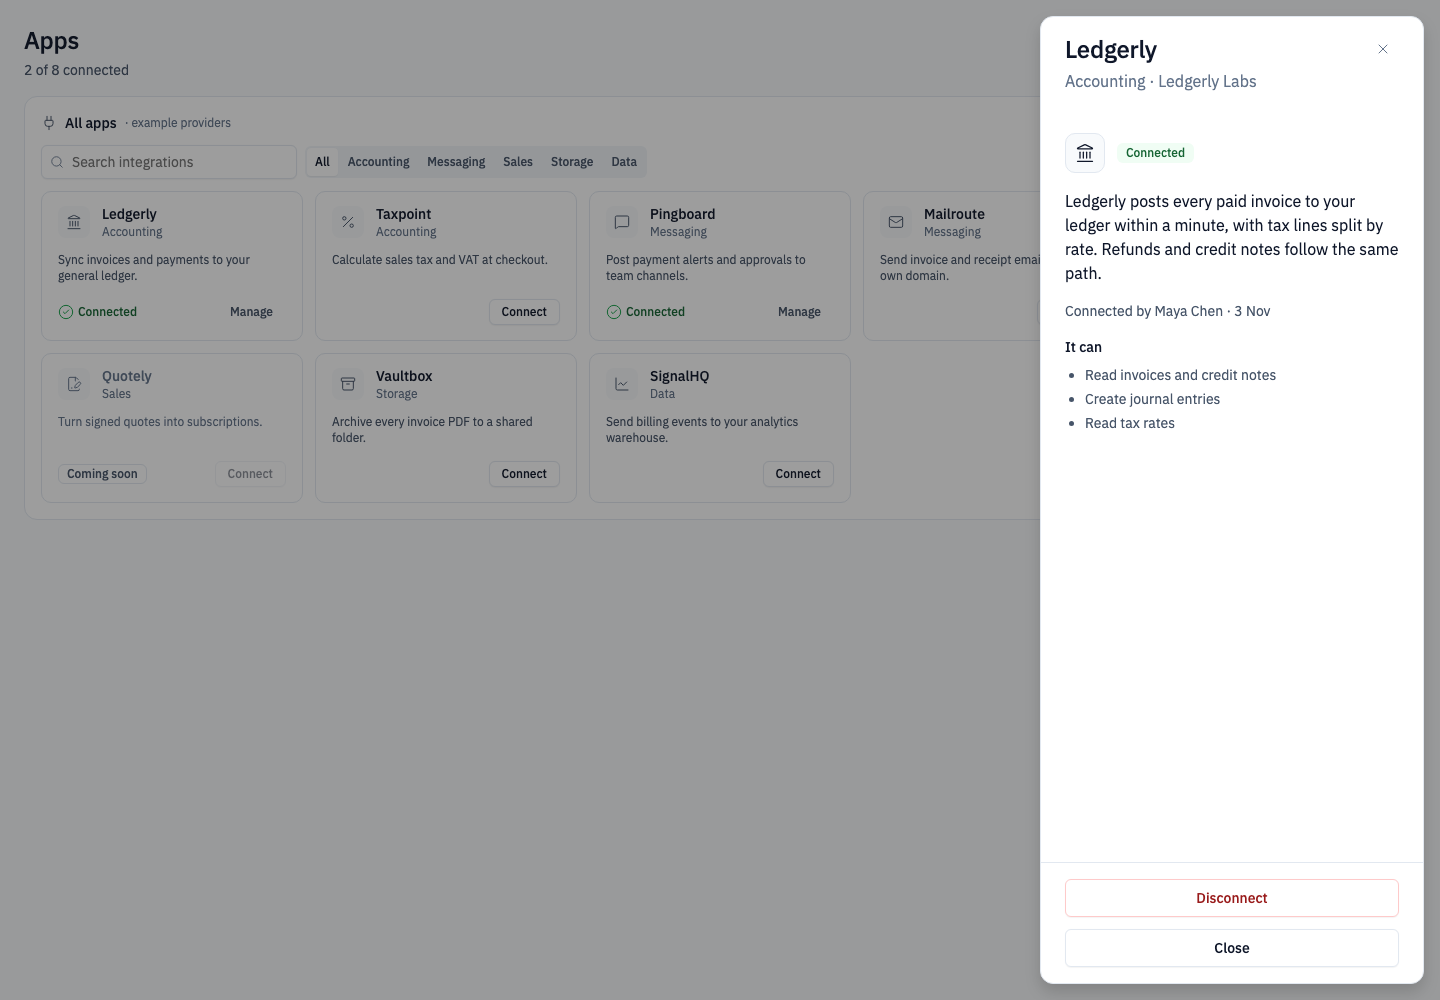 Apps
2 of 8 connected
All apps · example providers
Search integrations
All Accounting Messaging Sales Storage Data
Ledgerly
Accounting
Sync invoices and payments to your
general ledger.
Connected Manage
Taxpoint
Accounting
Calculate sales tax and VAT at checkout.
Connect
Pingboard
Messaging
Post payment alerts and approvals to
team channels.
Connected Manage
Mailroute
Messaging
Send invoice and receipt
own domain.
Quotely
Sales
Turn signed quotes into subscriptions.
Coming soon Connect
Vaultbox
Storage
Archive every invoice PDF to a shared
folder.
Connect
SignalHQ
Data
Send billing events to your analytics
warehouse.
Connect
Ledgerly
Accounting · Ledgerly Labs
Connected
Ledgerly posts every paid invoice to your
ledger within a minute, with tax lines split by
rate. Refunds and credit notes follow the same
path.
Connected by Maya Chen · 3 Nov
It can
• Read invoices and credit notes
• Create journal entries
• Read tax rates
Disconnect
Close